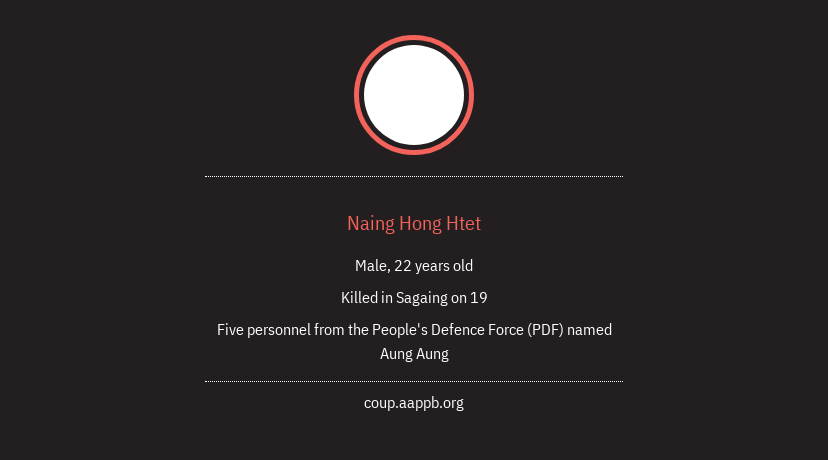 Naing Hong Htet
Male, 22 years old
Killed in Sagaing on 19
Five personnel from the People's Defence Force (PDF) named
Aung Aung
coup.aappb.org